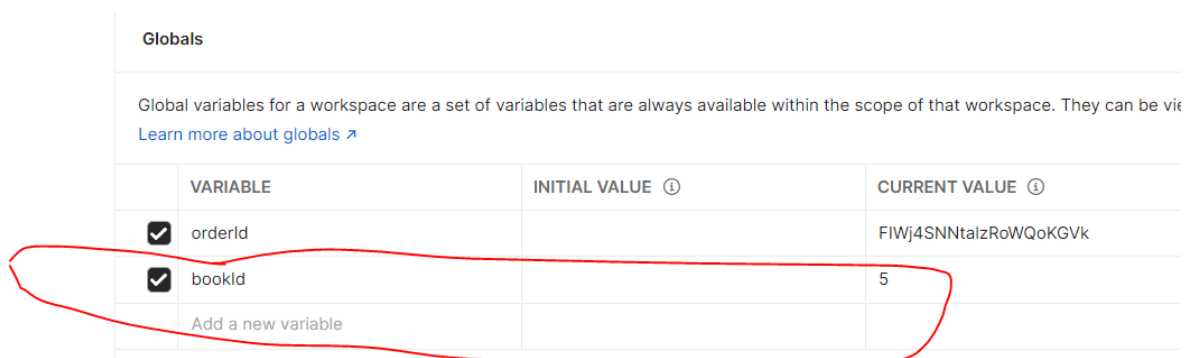 Globals
Global variables for a workspace are a set of variables that are always available within the scope of that workspace. They can be
Learn more about globals ↗
VARIABLE INITIAL VALUE CURRENT VALUE
orderId FIWj4SNNtalzRoWQoKGVk
bookId 5
Add a new variable